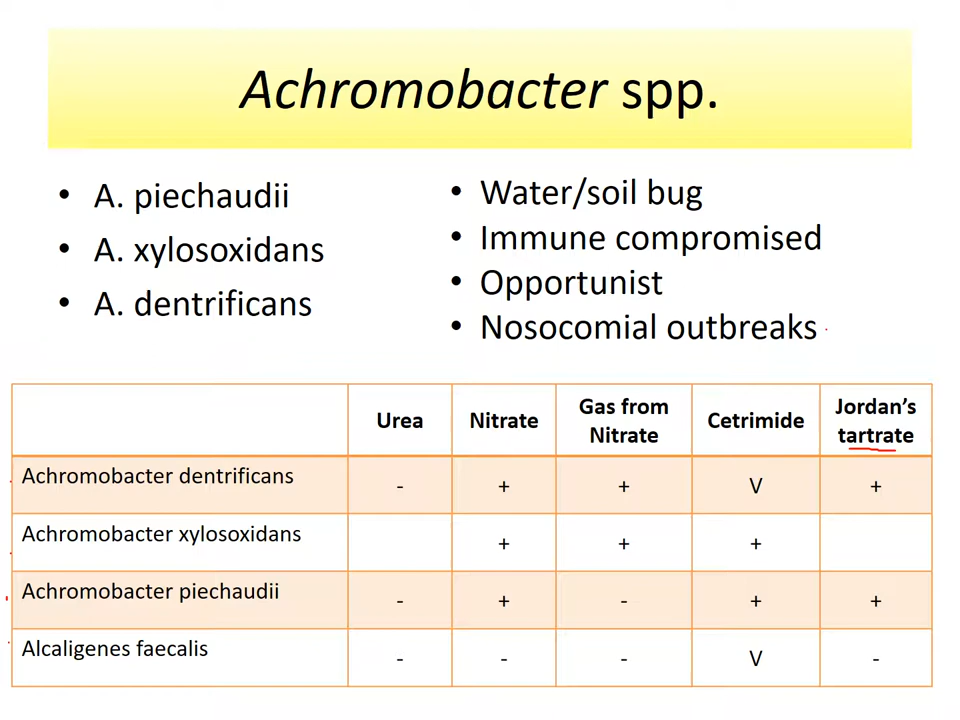 Achromobacter spp.
• A. piechaudii
• A. xylosoxidans
• A. dentrificans
• Water/soil bug
• Immune compromised
• Opportunist
• Nosocomial outbreaks
Urea Nitrate Gas from Nitrate Cetrimide Jordan's tartrate
Achromobacter dentrificans - + + V +
Achromobacter xylosoxidans + + +
Achromobacter piechaudii - + - + +
Alcaligenes faecalis - - - V -